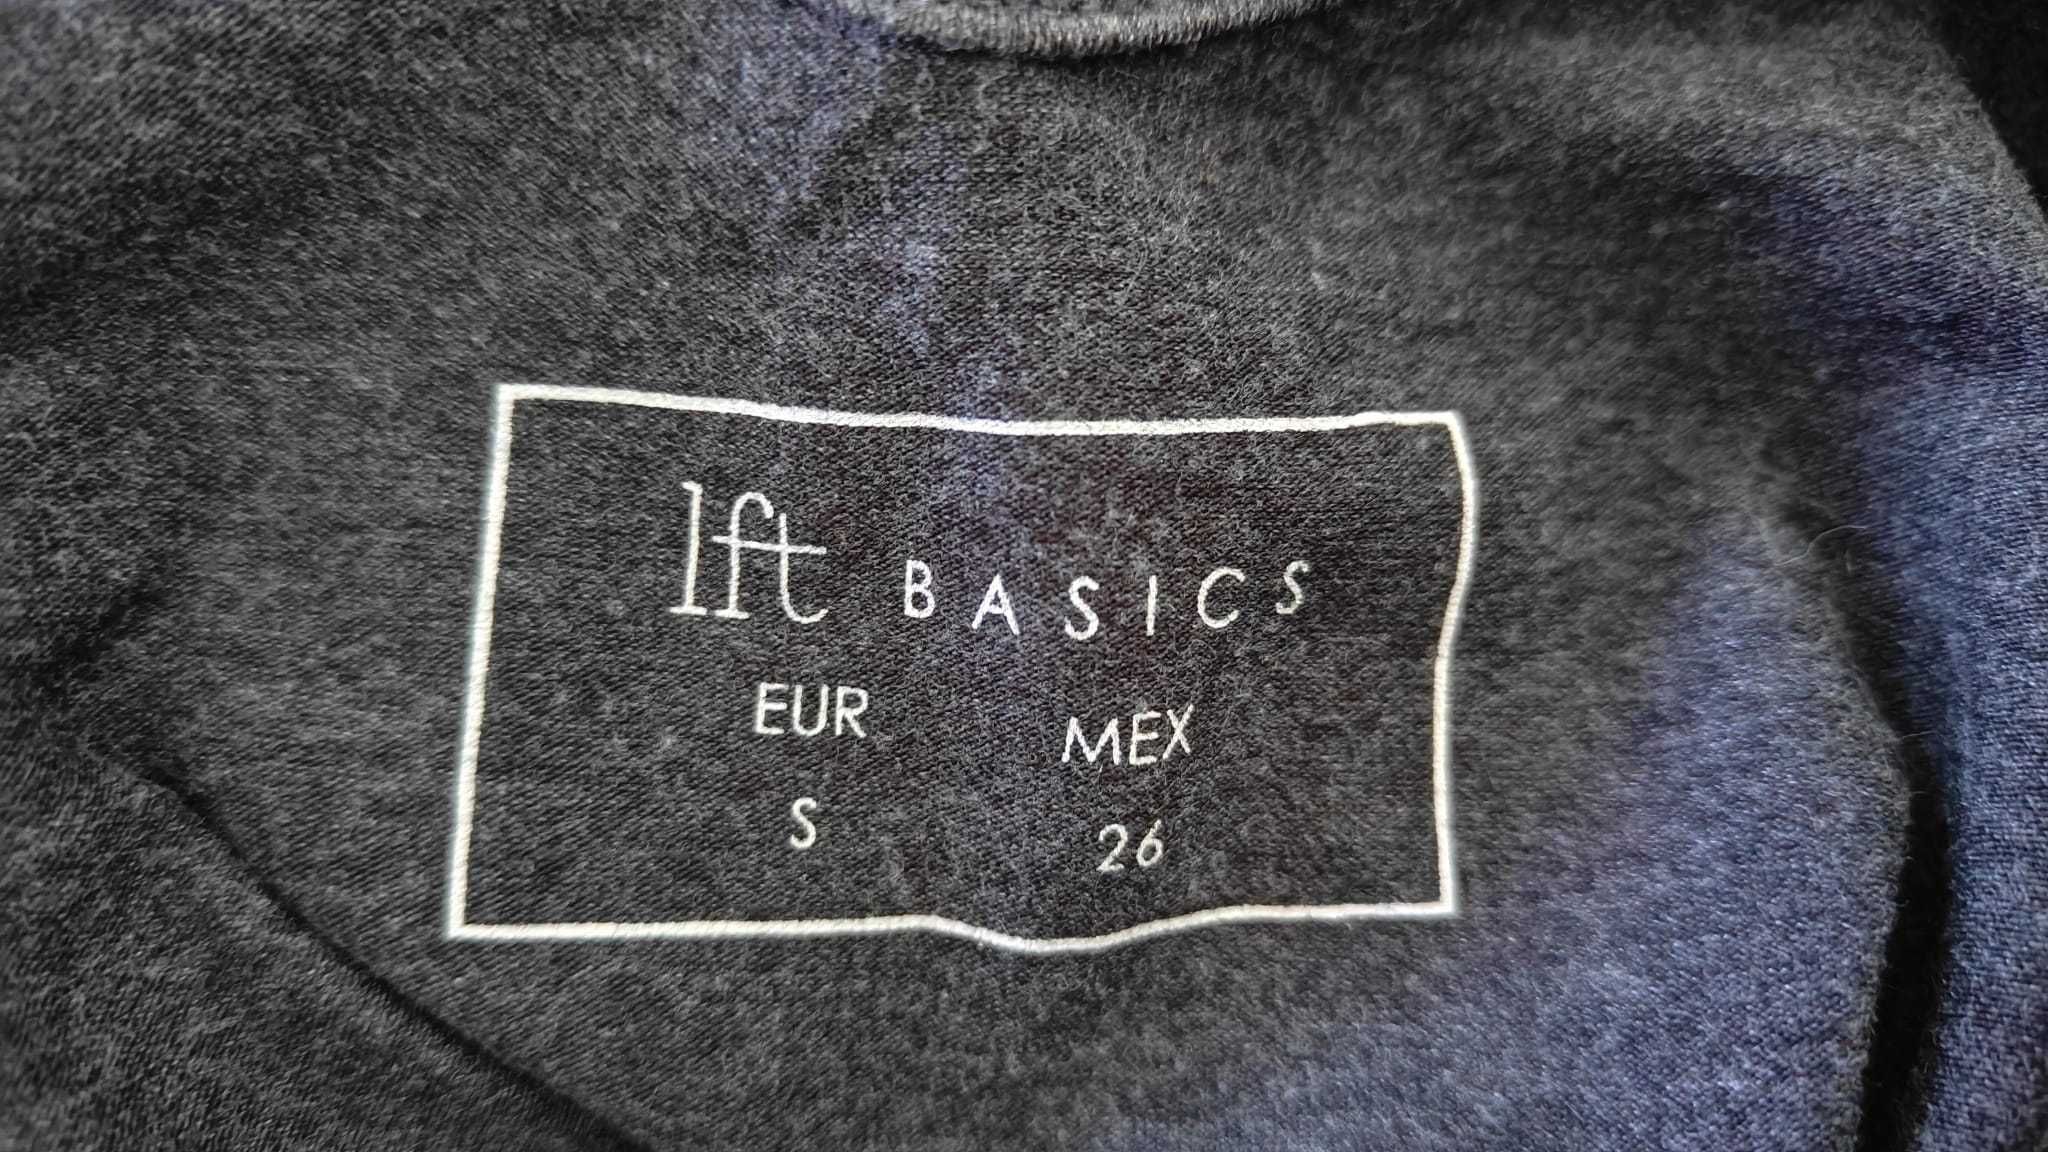 lft BASICS
EUR MEX
S 26